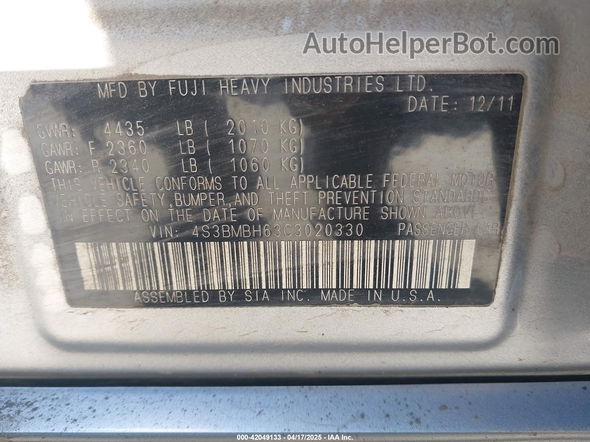 AutoHelperBot.com
MFD BY FUJI HEAVY INDUSTRIES LTD.
DATE: 12/11
GVWR: 4435 LB ( 2010 KG)
GAWR: F 2360 LB ( 1070 KG)
GAWR: R 2340 LB ( 1060 KG)
THIS VEHICLE CONFORMS TO ALL APPLICABLE FEDERAL MOTOR
SAFETY, BUMPER, AND THEFT PREVENTION STANDARDS
IN EFFECT ON THE DATE OF MANUFACTURE SHOWN ABOVE.
VIN: 4S3BMBH63C3020330 PASSENGER CAR
ASSEMBLED BY SIA INC. MADE IN U.S.A.
000-42049133 - 04/17/2025 - IAA Inc.